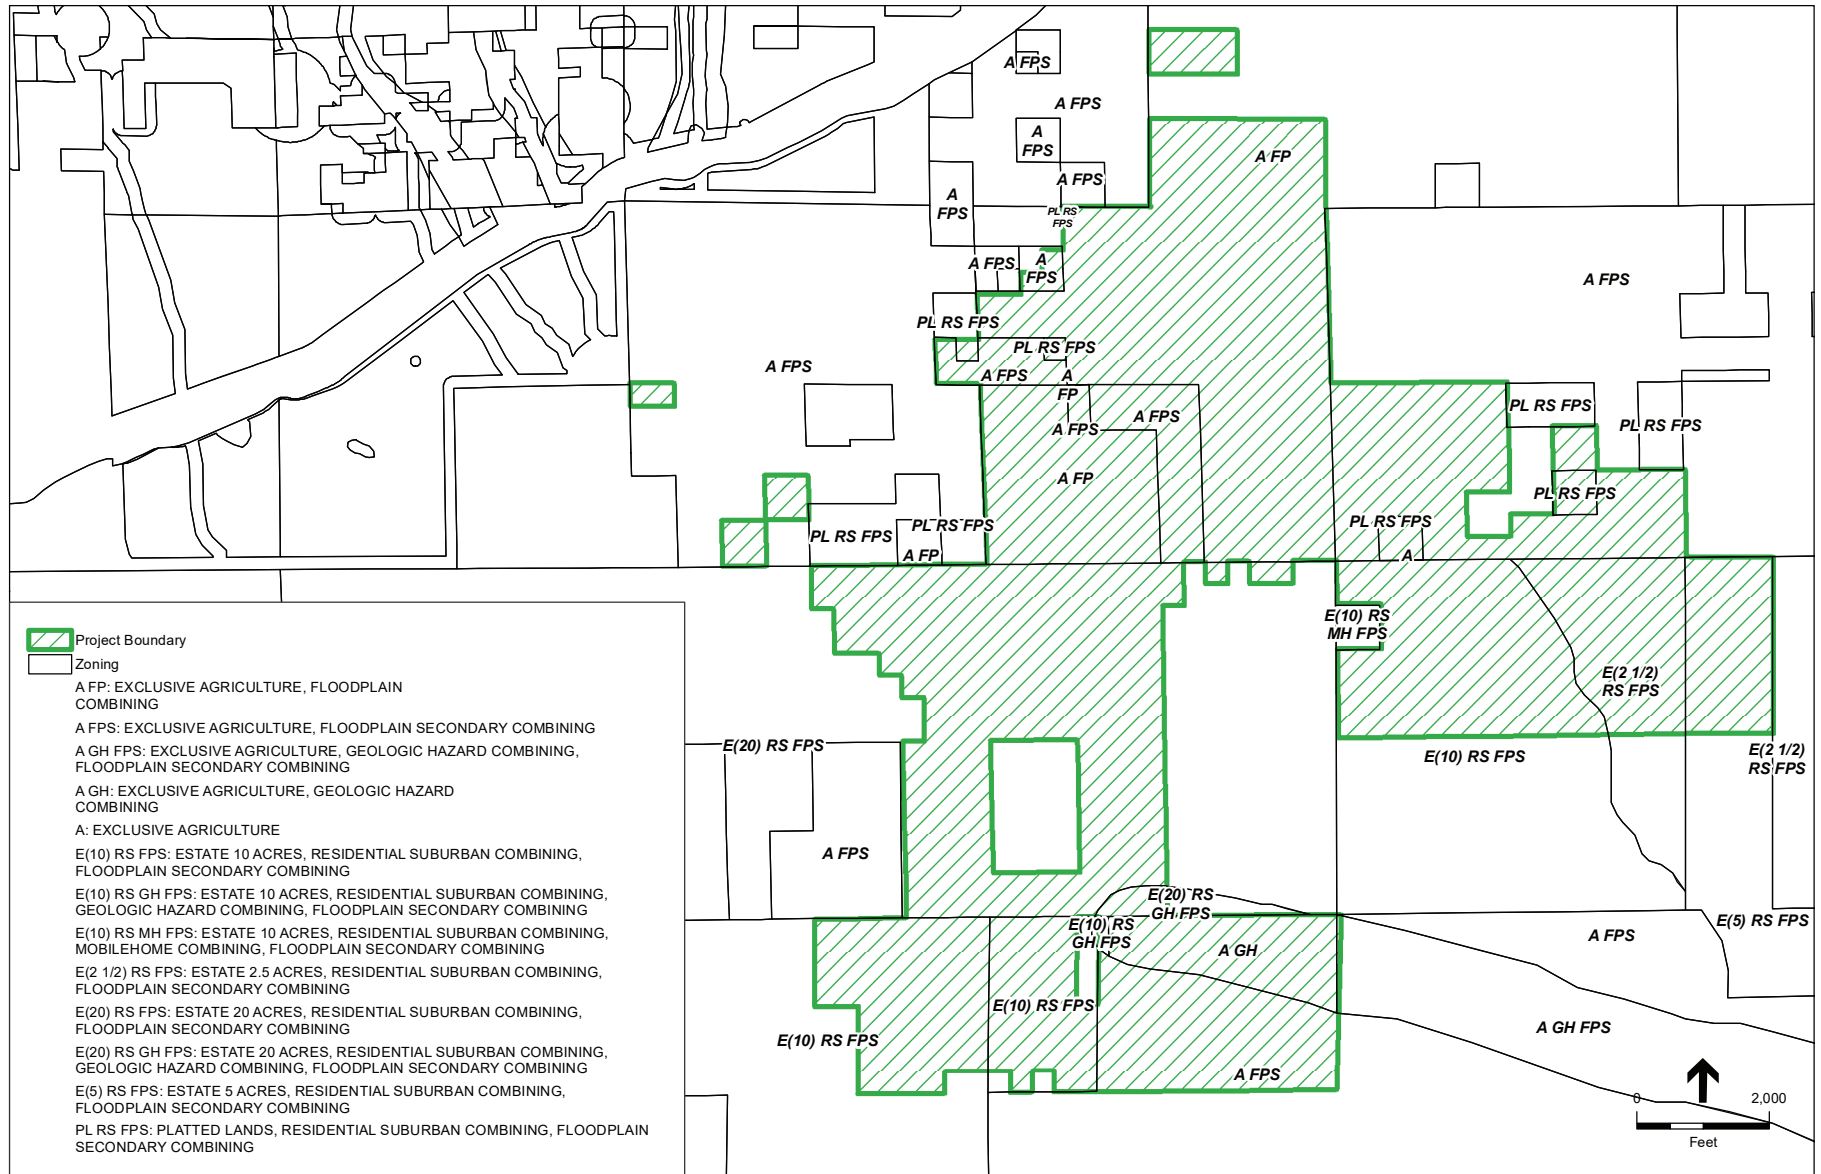 A FPS
A FPS
A
FPS
A FPS
A FP
A
FPS
PL RS
FPS
A FPS
A
FPS
A FPS
PL RS FPS
PL RS FPS
A FPS
A FPS
A
FP
A FPS
A FPS
PL RS FPS
PL RS FPS
A FP
PL RS FPS
PL RS FPS
PL RS FPS
PL RS FPS
A FP
A
E(10) RS
MH FPS
E(2 1/2)
RS FPS
E(20) RS FPS
E(10) RS FPS
E(2 1/2)
RS FPS
A FPS
E(20) RS
GH FPS
E(10) RS
GH FPS
A GH
A FPS
E(5) RS FPS
E(10) RS FPS
E(10) RS FPS
A GH FPS
A FPS
Project Boundary
Zoning
A FP: EXCLUSIVE AGRICULTURE, FLOODPLAIN
COMBINING
A FPS: EXCLUSIVE AGRICULTURE, FLOODPLAIN SECONDARY COMBINING
A GH FPS: EXCLUSIVE AGRICULTURE, GEOLOGIC HAZARD COMBINING,
FLOODPLAIN SECONDARY COMBINING
A GH: EXCLUSIVE AGRICULTURE, GEOLOGIC HAZARD
COMBINING
A: EXCLUSIVE AGRICULTURE
E(10) RS FPS: ESTATE 10 ACRES, RESIDENTIAL SUBURBAN COMBINING,
FLOODPLAIN SECONDARY COMBINING
E(10) RS GH FPS: ESTATE 10 ACRES, RESIDENTIAL SUBURBAN COMBINING,
GEOLOGIC HAZARD COMBINING, FLOODPLAIN SECONDARY COMBINING
E(10) RS MH FPS: ESTATE 10 ACRES, RESIDENTIAL SUBURBAN COMBINING,
MOBILEHOME COMBINING, FLOODPLAIN SECONDARY COMBINING
E(2 1/2) RS FPS: ESTATE 2.5 ACRES, RESIDENTIAL SUBURBAN COMBINING,
FLOODPLAIN SECONDARY COMBINING
E(20) RS FPS: ESTATE 20 ACRES, RESIDENTIAL SUBURBAN COMBINING,
FLOODPLAIN SECONDARY COMBINING
E(20) RS GH FPS: ESTATE 20 ACRES, RESIDENTIAL SUBURBAN COMBINING,
GEOLOGIC HAZARD COMBINING, FLOODPLAIN SECONDARY COMBINING
E(5) RS FPS: ESTATE 5 ACRES, RESIDENTIAL SUBURBAN COMBINING,
FLOODPLAIN SECONDARY COMBINING
PL RS FPS: PLATTED LANDS, RESIDENTIAL SUBURBAN COMBINING, FLOODPLAIN
SECONDARY COMBINING
0 2,000
Feet